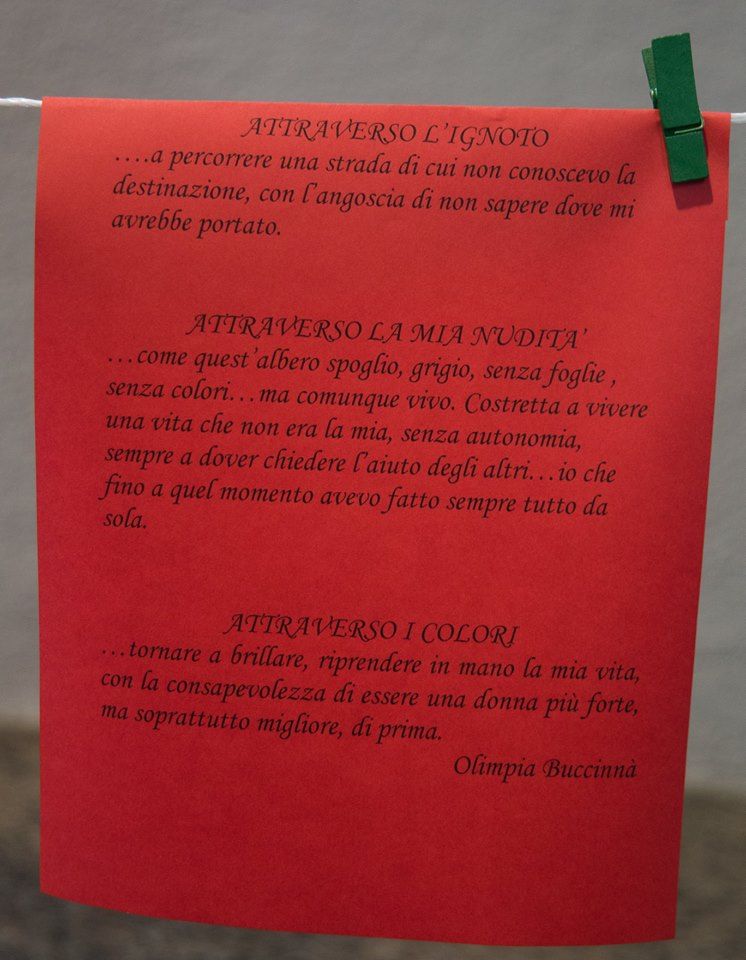 ATTRAVERSO L'IGNOTO
....a percorrere una strada di cui non conoscevo la
destinazione, con l'angoscia di non sapere dove mi
avrebbe portato.
ATTRAVERSO LA MIA NUDITA'
...come quest'albero spoglio, grigio, senza foglie ,
senza colori...ma comunque vivo. Costretta a vivere
una vita che non era la mia, senza autonomia,
sempre a dover chiedere l'aiuto degli altri...io che
fino a quel momento avevo fatto sempre tutto da
sola.
ATTRAVERSO I COLORI
...tornare a brillare, riprendere in mano la mia vita,
con la consapevolezza di essere una donna più forte,
ma soprattutto migliore, di prima.
Olimpia Buccinnà